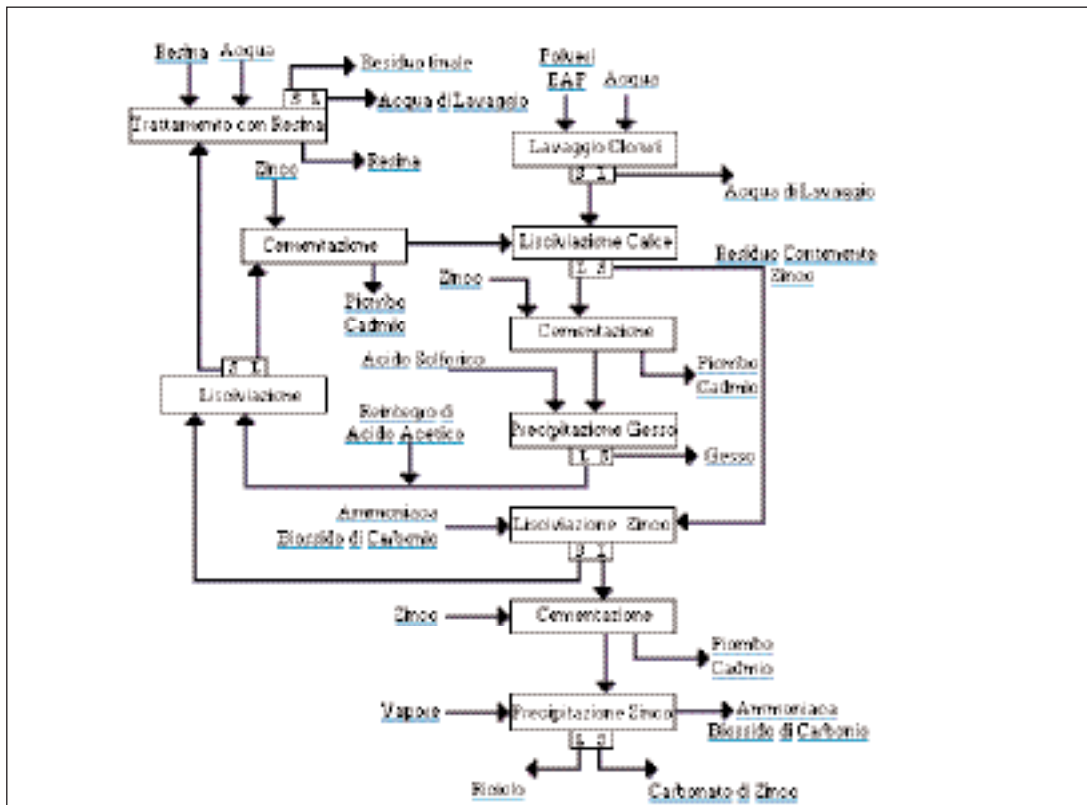 Resina
Acqua
Residuo finale
S L
Acqua di Lavaggio
Trattamento con Resina
Resina
Polveri
EAF
Acqua
Lavaggio Cloruri
S L
Acqua di Lavaggio
Zinco
Cementazione
Piombo
Cadmio
Lisciviazione Calce
L S
Residuo Contenente
Zinco
Zinco
Cementazione
Piombo
Cadmio
Acido Solforico
Precipitazione Gesso
L S
Gesso
S L
Lisciviazione
Reintegro di
Acido Acetico
Ammoniaca
Biossido di Carbonio
Lisciviazione Zinco
S L
Zinco
Cementazione
Piombo
Cadmio
Vapore
Precipitazione Zinco
L S
Ammoniaca
Biossido di Carbonio
Riciclo
Carbonato di Zinco